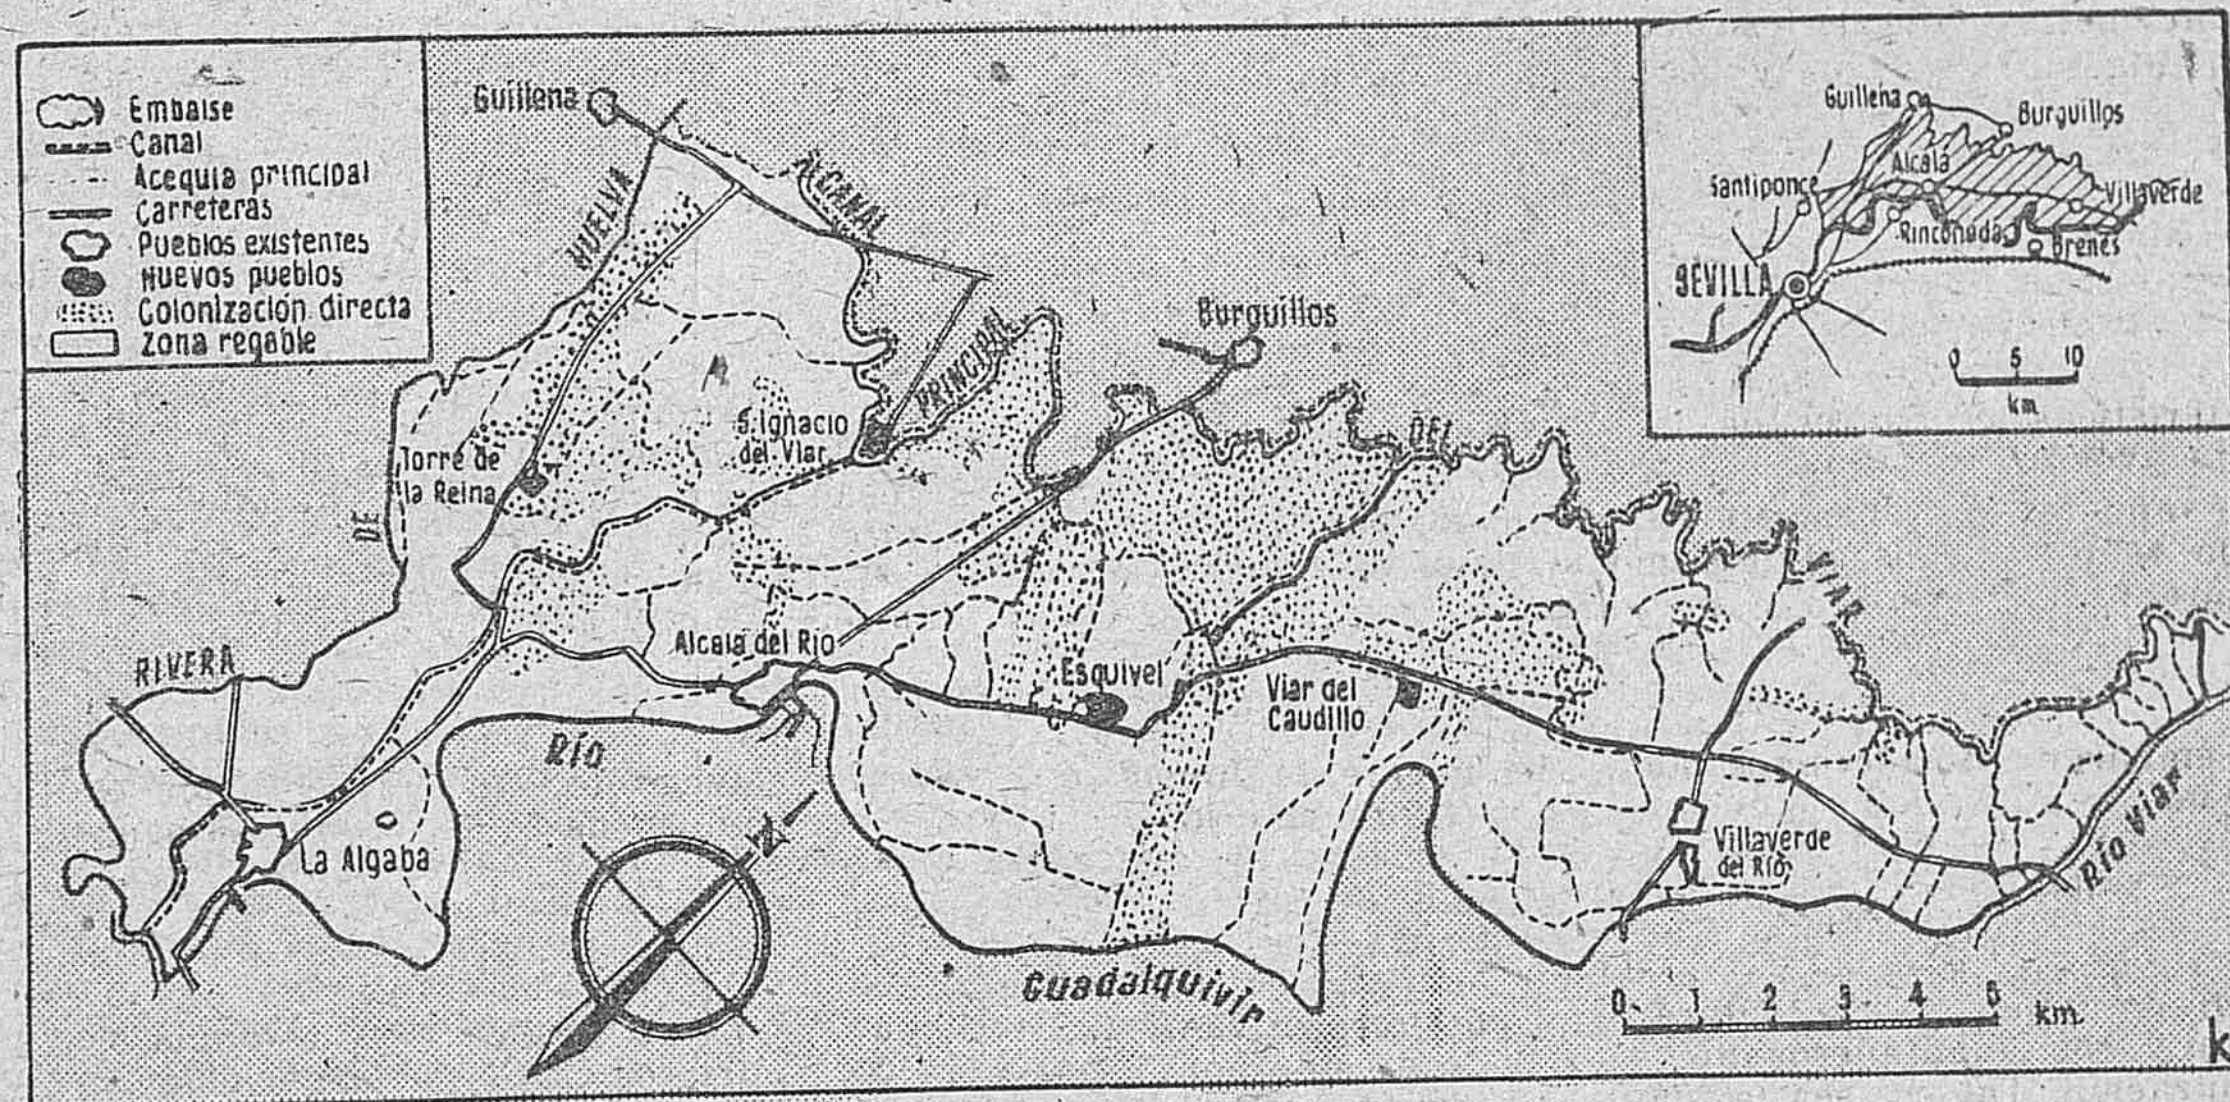 Embalse
Canal
Acequia principal
Carreteras
Pueblos existentes
Nuevos pueblos
Colonización directa
Zona regable
Guillena
HUELVA
CANAL
PRINCIPAL
Burguillos
S. Ignacio
del Viar
Torre de
la Reina
DE
DEL
VIAR
RIVERA
Alcala del Río
Esquivel
Viar del
Caudillo
Río
La Algaba
N
Villaverde
del Río
Río Viar
Guadalquivir
0 1 2 3 4 5
km.
k
Guillena
Burguillos
Alcalá
Santiponce
Villaverde
Rinconada
Brenes
SEVILLA
0 5 10
km